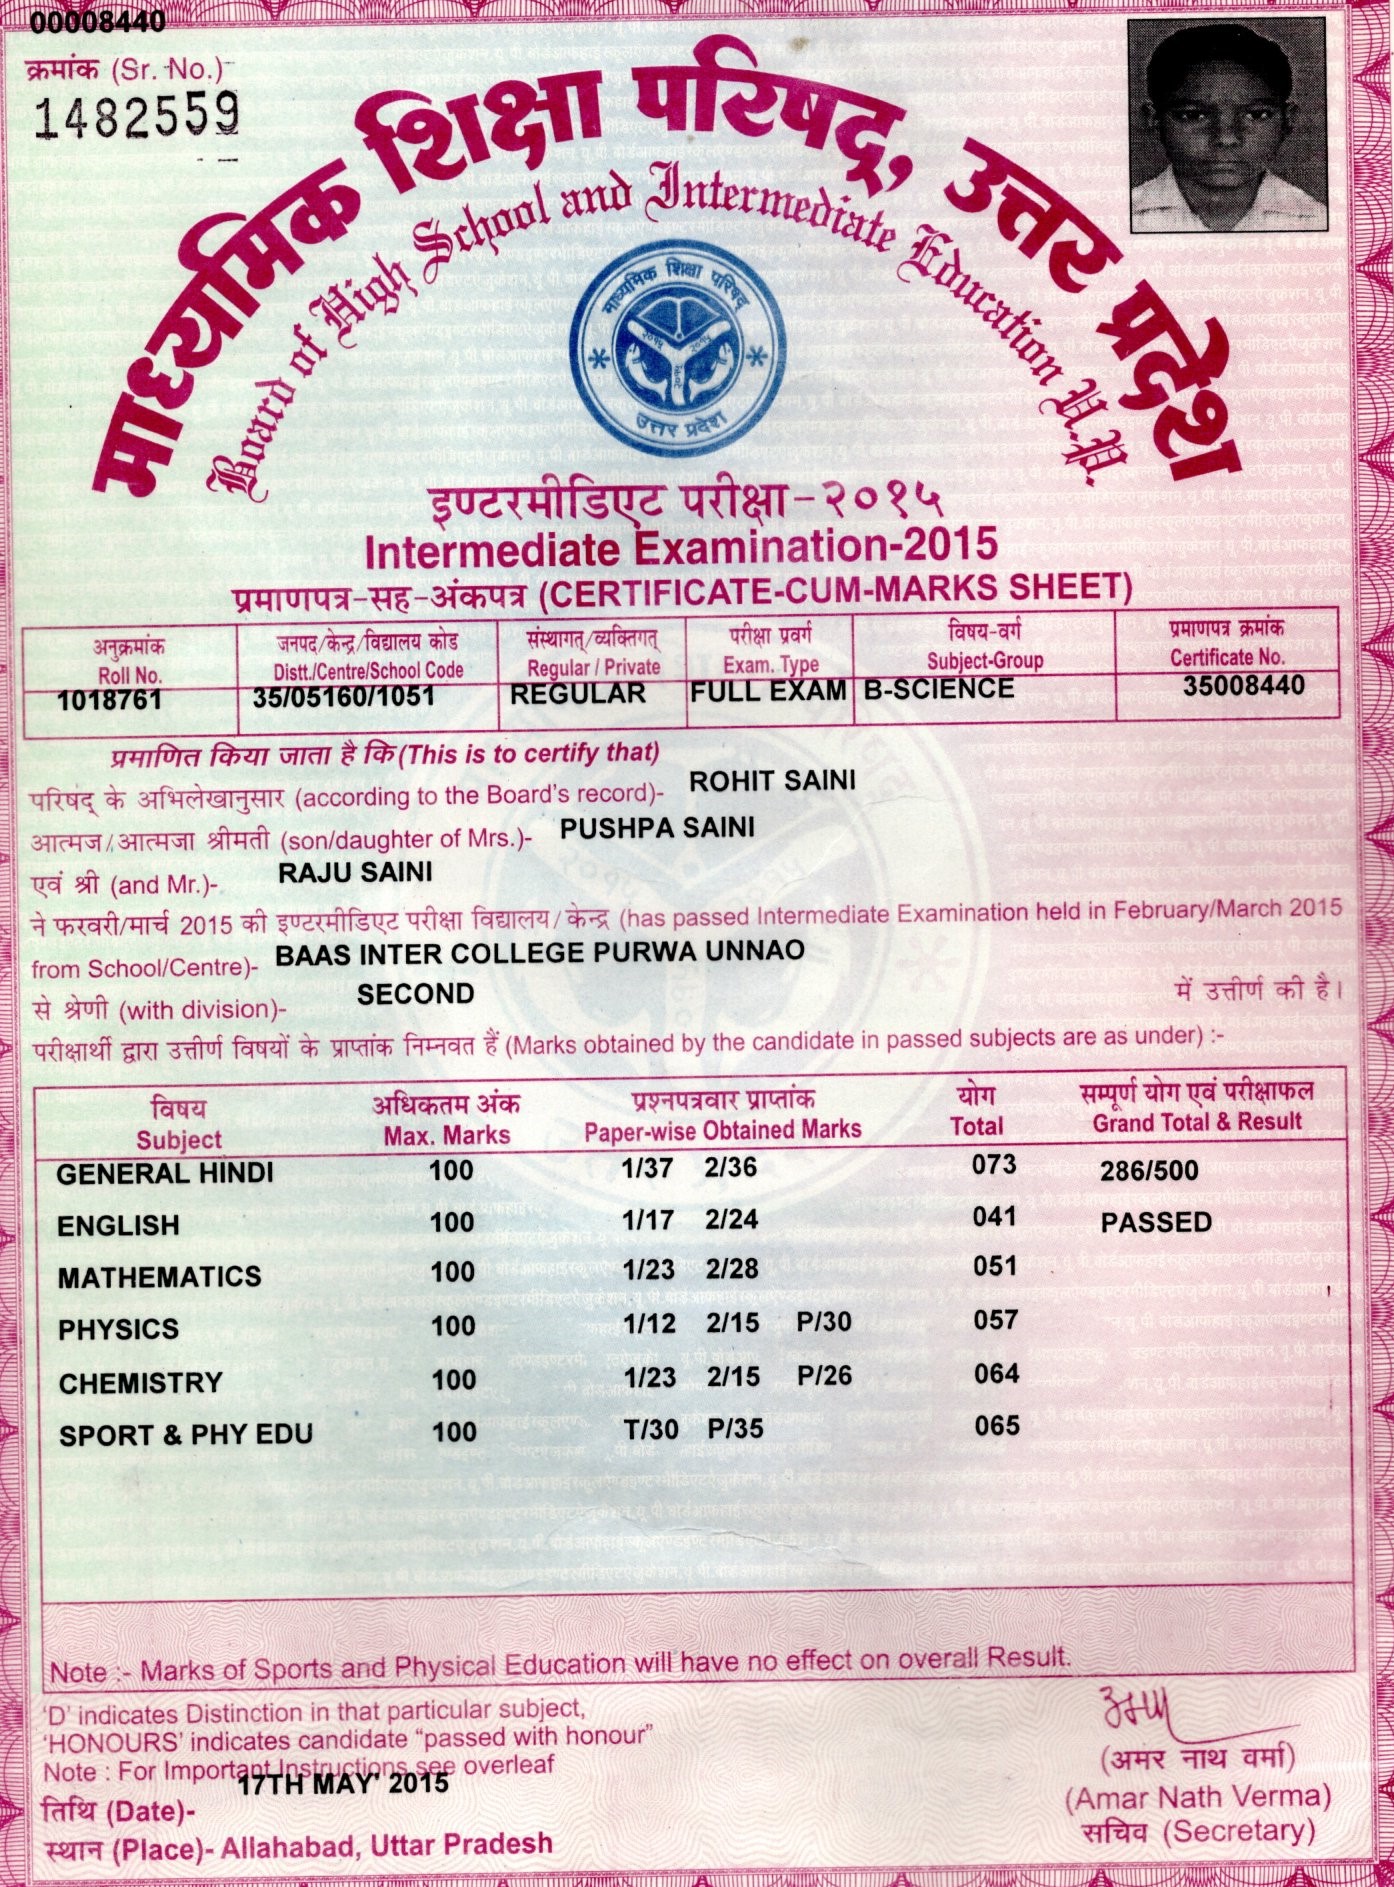 00008440
क्रमांक (Sr. No.)
1482559
माध्यमिक शिक्षा परिषद्, उत्तर प्रदेश
Board of High School and Intermediate Education U.P.
माध्यमिक शिक्षा परिषद्
२०१५ २०१५
२०१५
उत्तर प्रदेश
इण्टरमीडिएट परीक्षा-२०१५
Intermediate Examination-2015
प्रमाणपत्र-सह-अंकपत्र (CERTIFICATE-CUM-MARKS SHEET)
अनुक्रमांक जनपद/केन्द्र/विद्यालय कोड संस्थागत्/व्यक्तिगत् परीक्षा प्रवर्ग विषय-वर्ग प्रमाणपत्र क्रमांक
Roll No. Distt./Centre/School Code Regular / Private Exam. Type Subject-Group Certificate No.
1018761 35/05160/1051 REGULAR FULL EXAM B-SCIENCE 35008440
प्रमाणित किया जाता है कि (This is to certify that)
परिषद् के अभिलेखानुसार (according to the Board's record)- ROHIT SAINI
आत्मज/आत्मजा श्रीमती (son/daughter of Mrs.)- PUSHPA SAINI
एवं श्री (and Mr.)- RAJU SAINI
ने फरवरी/मार्च 2015 की इण्टरमीडिएट परीक्षा विद्यालय/केन्द्र (has passed Intermediate Examination held in February/March 2015
from School/Centre)- BAAS INTER COLLEGE PURWA UNNAO
से श्रेणी (with division)- SECOND में उत्तीर्ण की है।
परीक्षार्थी द्वारा उत्तीर्ण विषयों के प्राप्तांक निम्नवत हैं (Marks obtained by the candidate in passed subjects are as under) :-
विषय अधिकतम अंक प्रश्नपत्रवार प्राप्तांक योग सम्पूर्ण योग एवं परीक्षाफल
Subject Max. Marks Paper-wise Obtained Marks Total Grand Total & Result
GENERAL HINDI 100 1/37 2/36 073 286/500
ENGLISH 100 1/17 2/24 041 PASSED
MATHEMATICS 100 1/23 2/28 051
PHYSICS 100 1/12 2/15 P/30 057
CHEMISTRY 100 1/23 2/15 P/26 064
SPORT & PHY EDU 100 T/30 P/35 065
Note :- Marks of Sports and Physical Education will have no effect on overall Result.
'D' indicates Distinction in that particular subject,
'HONOURS' indicates candidate "passed with honour"
Note : For Important Instructions see overleaf
17TH MAY' 2015
तिथि (Date)-
स्थान (Place)- Allahabad, Uttar Pradesh
(अमर नाथ वर्मा)
(Amar Nath Verma)
सचिव (Secretary)